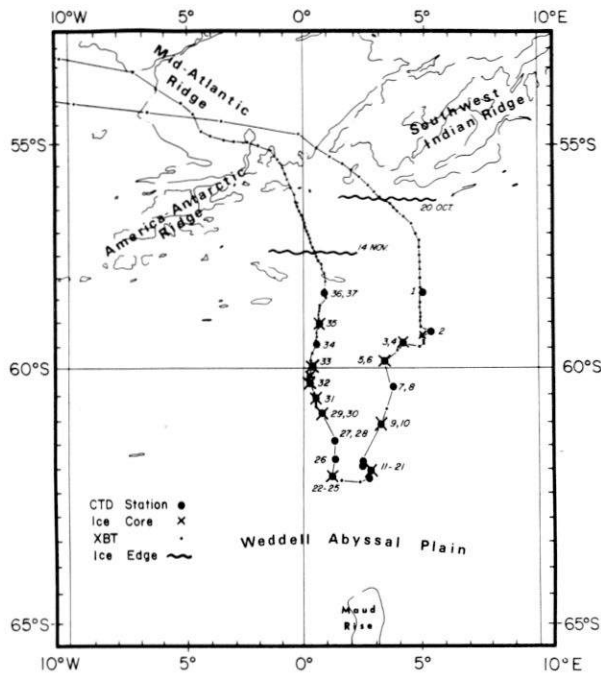 10°W
5°
0°
5°
10°E
Mid-Atlantic
Ridge
Southwest
Indian Ridge
55°S
55°S
America-Antarctic
Ridge
20 OCT.
14 NOV.
36, 37
1
35
2
34
3,4
60°S
33
5,6
60°S
32
7, 8
31
29, 30
9, 10
27, 28
26
11-21
22-25
CTD Station
Ice Core
XBT
Ice Edge
Weddell Abyssal Plain
Maud
Rise
65°S
65°S
10°W
5°
0°
5°
10°E